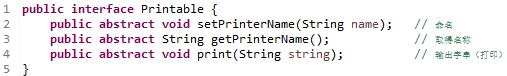 1 public interface Printable {
2     public abstract void setPrinterName(String name);   // 命名
3     public abstract String getPrinterName();            // 取得名称
4     public abstract void print(String string);          // 输出字串（打印）
5 }